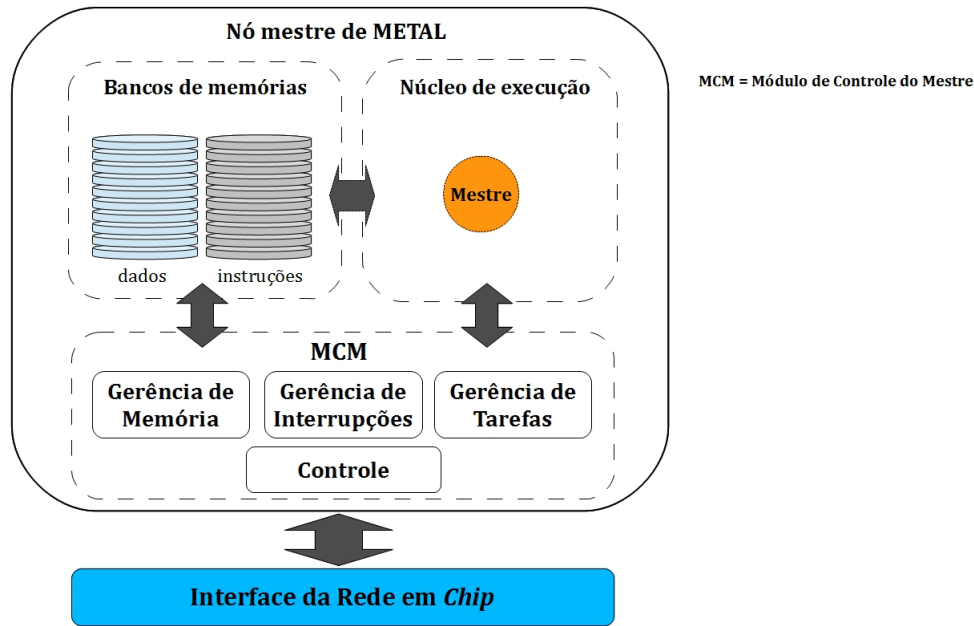 Nó mestre de METAL
Bancos de memórias
Núcleo de execução
MCM = Módulo de Controle do Mestre
Mestre
dados
instruções
MCM
Gerência de
Memória
Gerência de
Interrupções
Gerência de
Tarefas
Controle
Interface da Rede em Chip